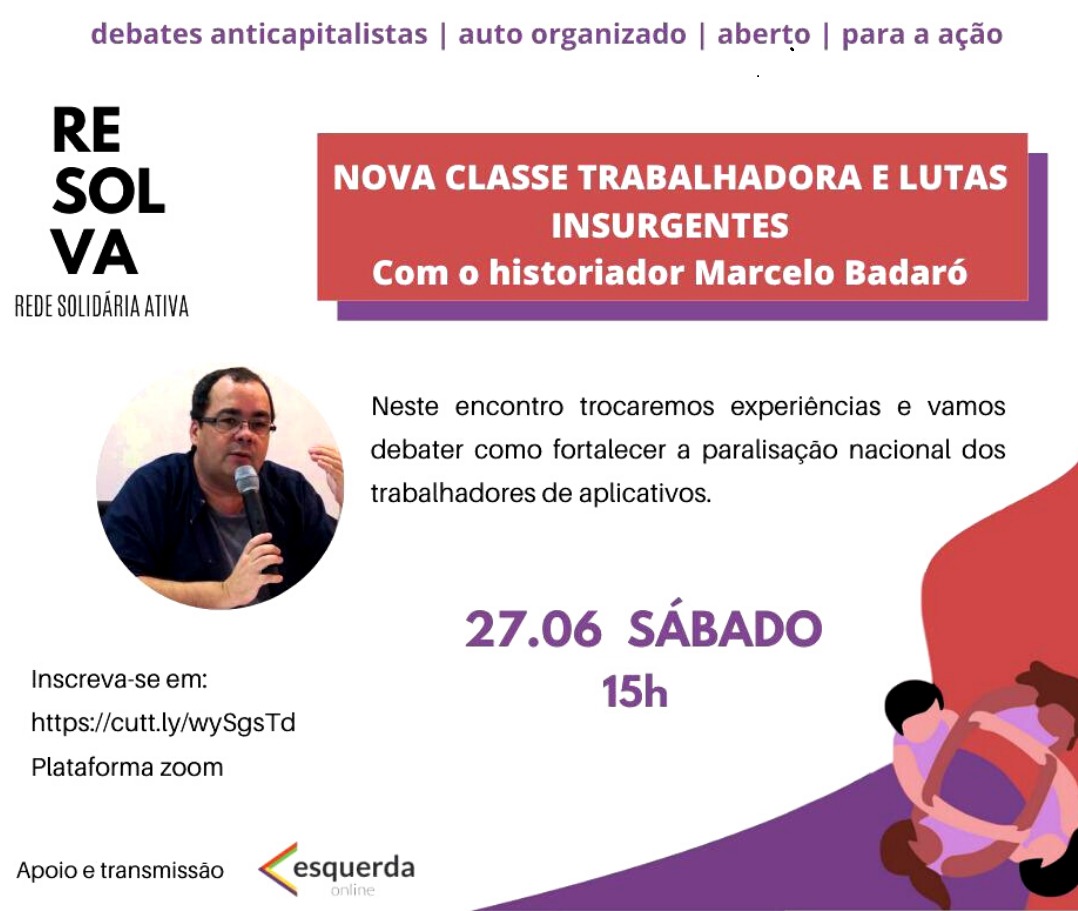 debates anticapitalistas | auto organizado | aberto | para a ação
RE
SOL
VA
REDE SOLIDÁRIA ATIVA
NOVA CLASSE TRABALHADORA E LUTAS
INSURGENTES
Com o historiador Marcelo Badaró
Neste encontro trocaremos experiências e vamos
debater como fortalecer a paralisação nacional dos
trabalhadores de aplicativos.
27.06 SÁBADO
15h
Inscreva-se em:
https://cutt.ly/wySgsTd
Plataforma zoom
Apoio e transmissão
esquerda
online